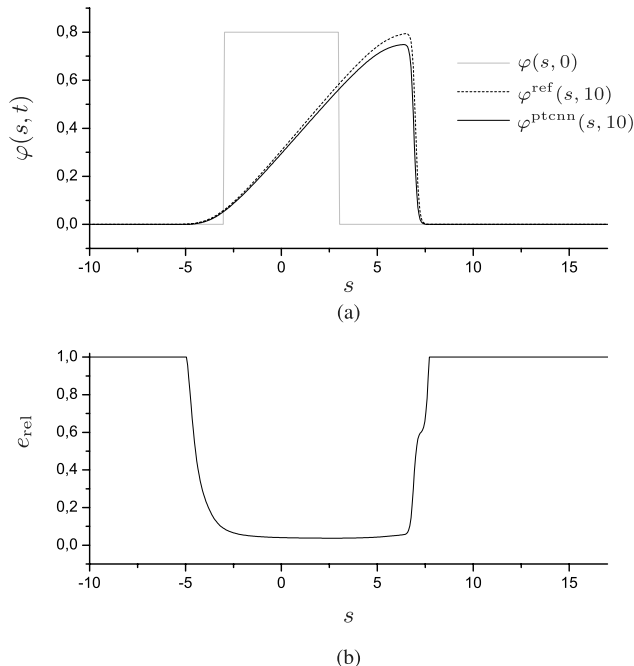 φ(s, t)
0,8
0,6
0,4
0,2
0,0
φ(s, 0)
φ^ref(s, 10)
φ^ptcnn(s, 10)
-10 -5 0 5 10 15
s
(a)
e_rel
1,0
0,8
0,6
0,4
0,2
0,0
-10 -5 0 5 10 15
s
(b)